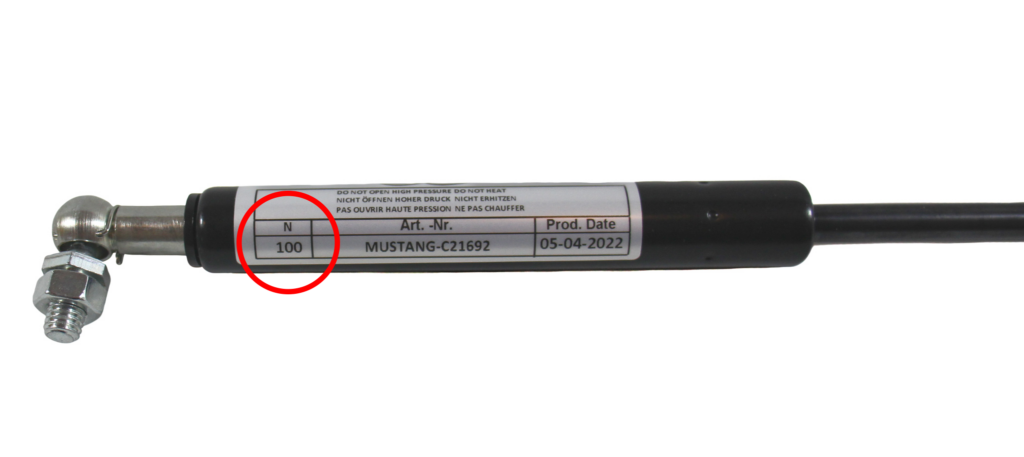 DO NOT OPEN HIGH PRESSURE DO NOT HEAT
NICHT ÖFFNEN HOHER DRUCK NICHT ERHITZEN
PAS OUVRIR HAUTE PRESSION NE PAS CHAUFFER
N Art. -Nr. Prod. Date
100 MUSTANG-C21692 05-04-2022